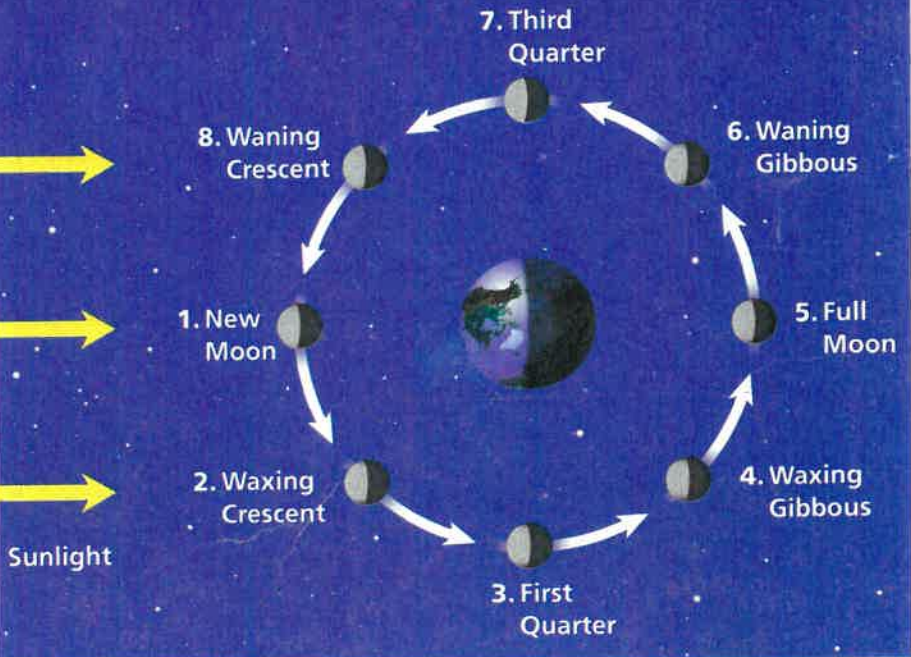 7. Third
Quarter
8. Waning
Crescent
6. Waning
Gibbous
1. New
Moon
5. Full
Moon
2. Waxing
Crescent
4. Waxing
Gibbous
Sunlight
3. First
Quarter